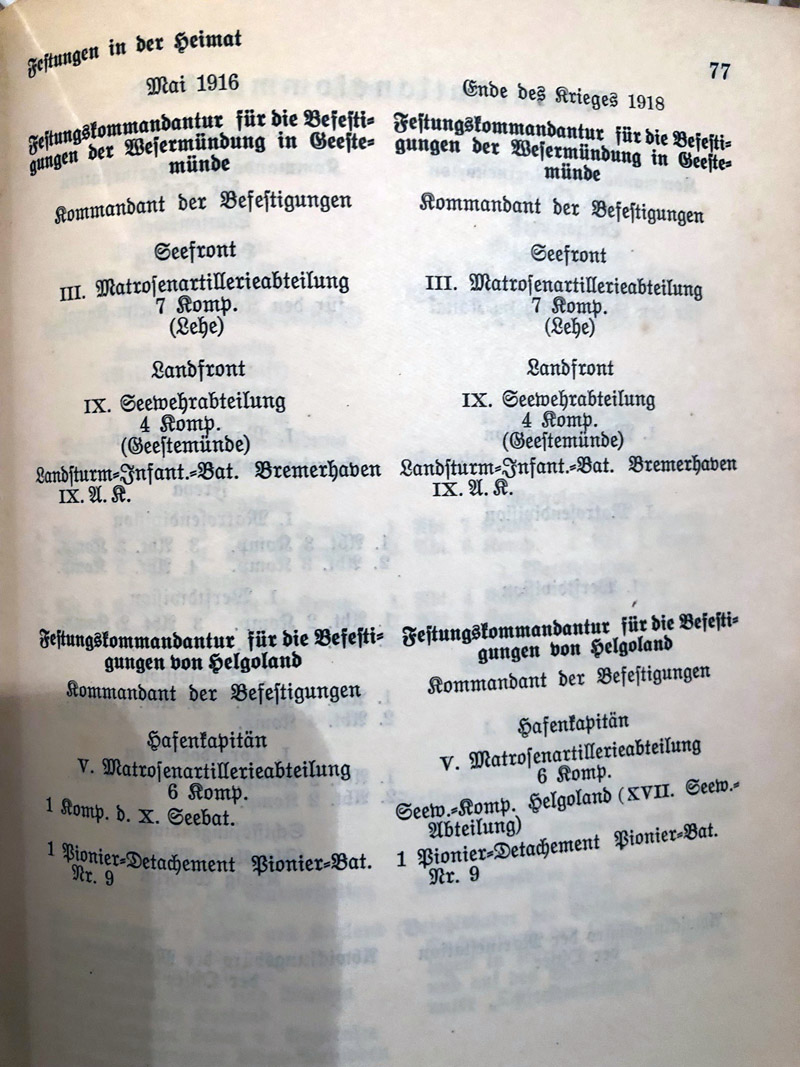 Festungen in der Heimat
77
Mai 1916
Festungskommandantur für die Befesti-
gungen der Wesermündung in Geeste-
münde
Kommandant der Befestigungen
Seefront
III. Matrosenartillerieabteilung
7 Komp.
(Lehe)
Landfront
IX. Seewehrabteilung
4 Komp.
(Geestemünde)
Landsturm-Infant.-Bat. Bremerhaven
IX. A. K.
Festungskommandantur für die Befesti-
gungen von Helgoland
Kommandant der Befestigungen
Hafenkapitän
V. Matrosenartillerieabteilung
6 Komp.
1 Komp. d. X. Seebat.
1 Pionier-Detachement Pionier-Bat.
Nr. 9
Ende des Krieges 1918
Festungskommandantur für die Befesti-
gungen der Wesermündung in Geeste-
münde
Kommandant der Befestigungen
Seefront
III. Matrosenartillerieabteilung
7 Komp.
(Lehe)
Landfront
IX. Seewehrabteilung
4 Komp.
(Geestemünde)
Landsturm-Infant.-Bat. Bremerhaven
IX. A. K.
Festungskommandantur für die Befesti-
gungen von Helgoland
Kommandant der Befestigungen
Hafenkapitän
V. Matrosenartillerieabteilung
6 Komp.
Seew.-Komp. Helgoland (XVII. Seew.-
Abteilung)
1 Pionier-Detachement Pionier-Bat.
Nr. 9